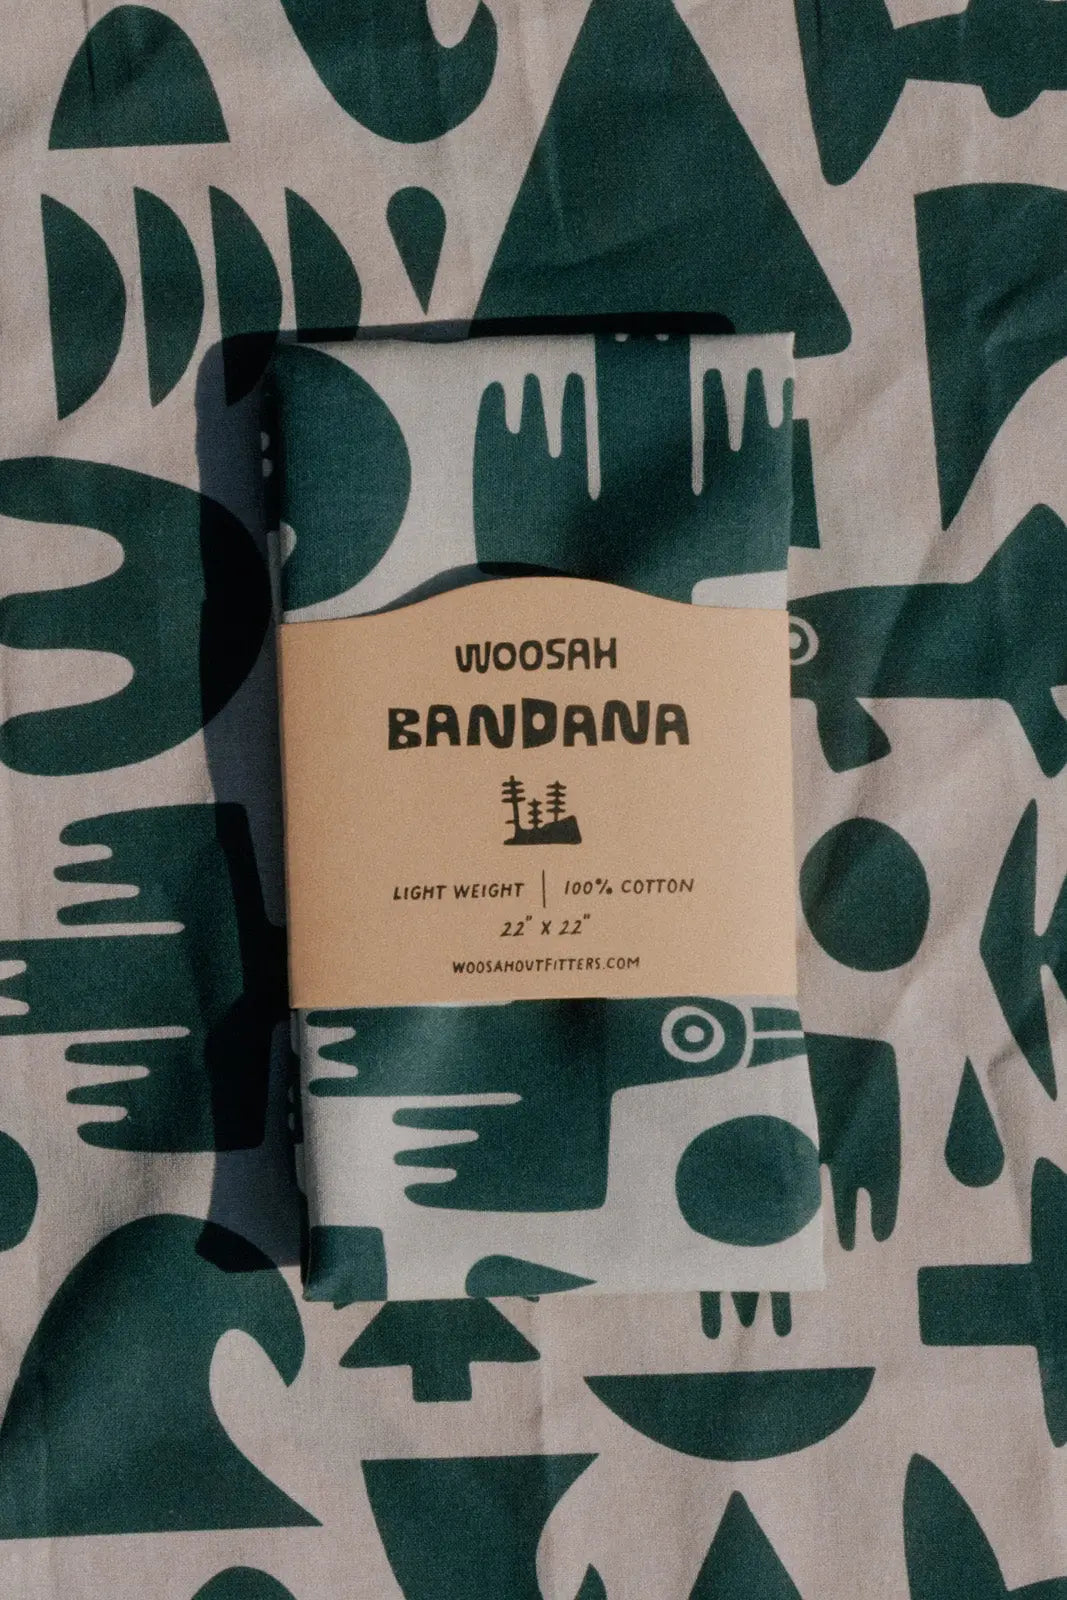 WOOSAH
BANDANA
LIGHT WEIGHT | 100% COTTON
22" X 22"
WOOSAHOUTFITTERS.COM